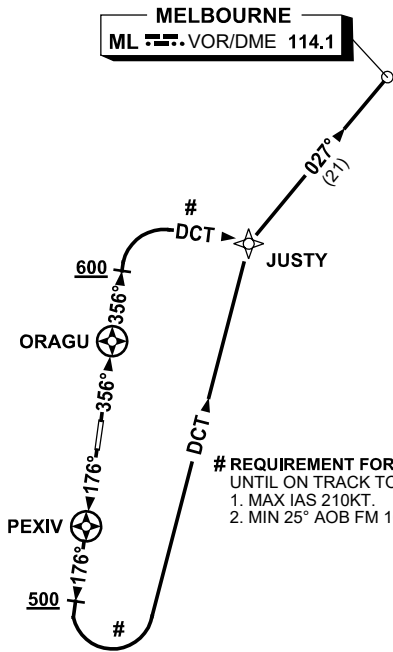 MELBOURNE
ML VOR/DME 114.1
027°
(21)
#
DCT
JUSTY
600
356°
ORAGU
356°
DCT
176°
PEXIV
176°
500
#
# REQUIREMENT FOR
UNTIL ON TRACK TO
1. MAX IAS 210KT.
2. MIN 25° AOB FM 1